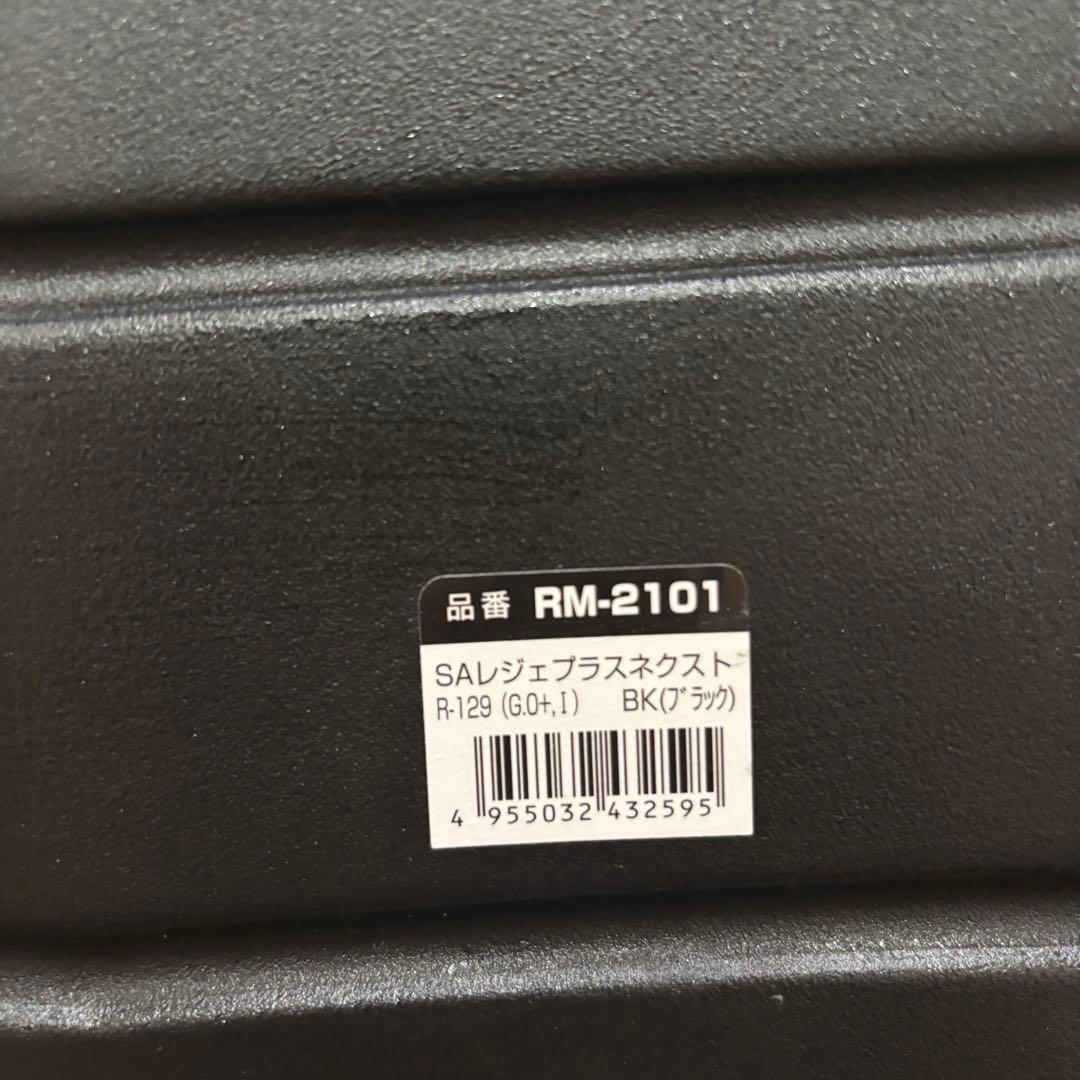 品番 RM-2101
SAレジェプラスネクスト
R-129 (G.0+,I) BK(ﾌﾞﾗｯｸ)
4 955032 432595